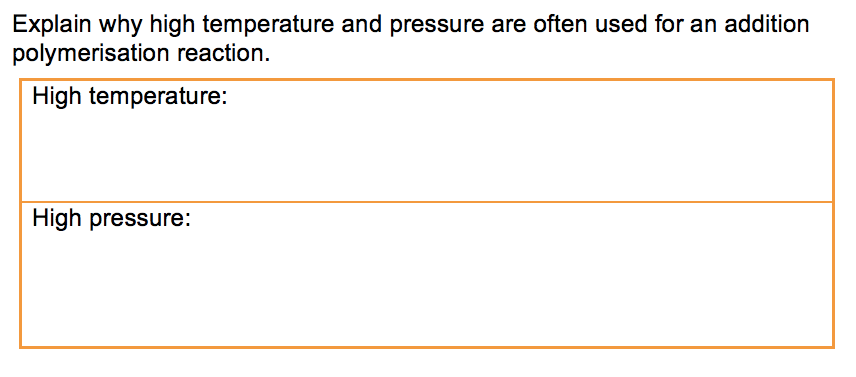 Explain why high temperature and pressure are often used for an addition
polymerisation reaction.
High temperature:
High pressure: